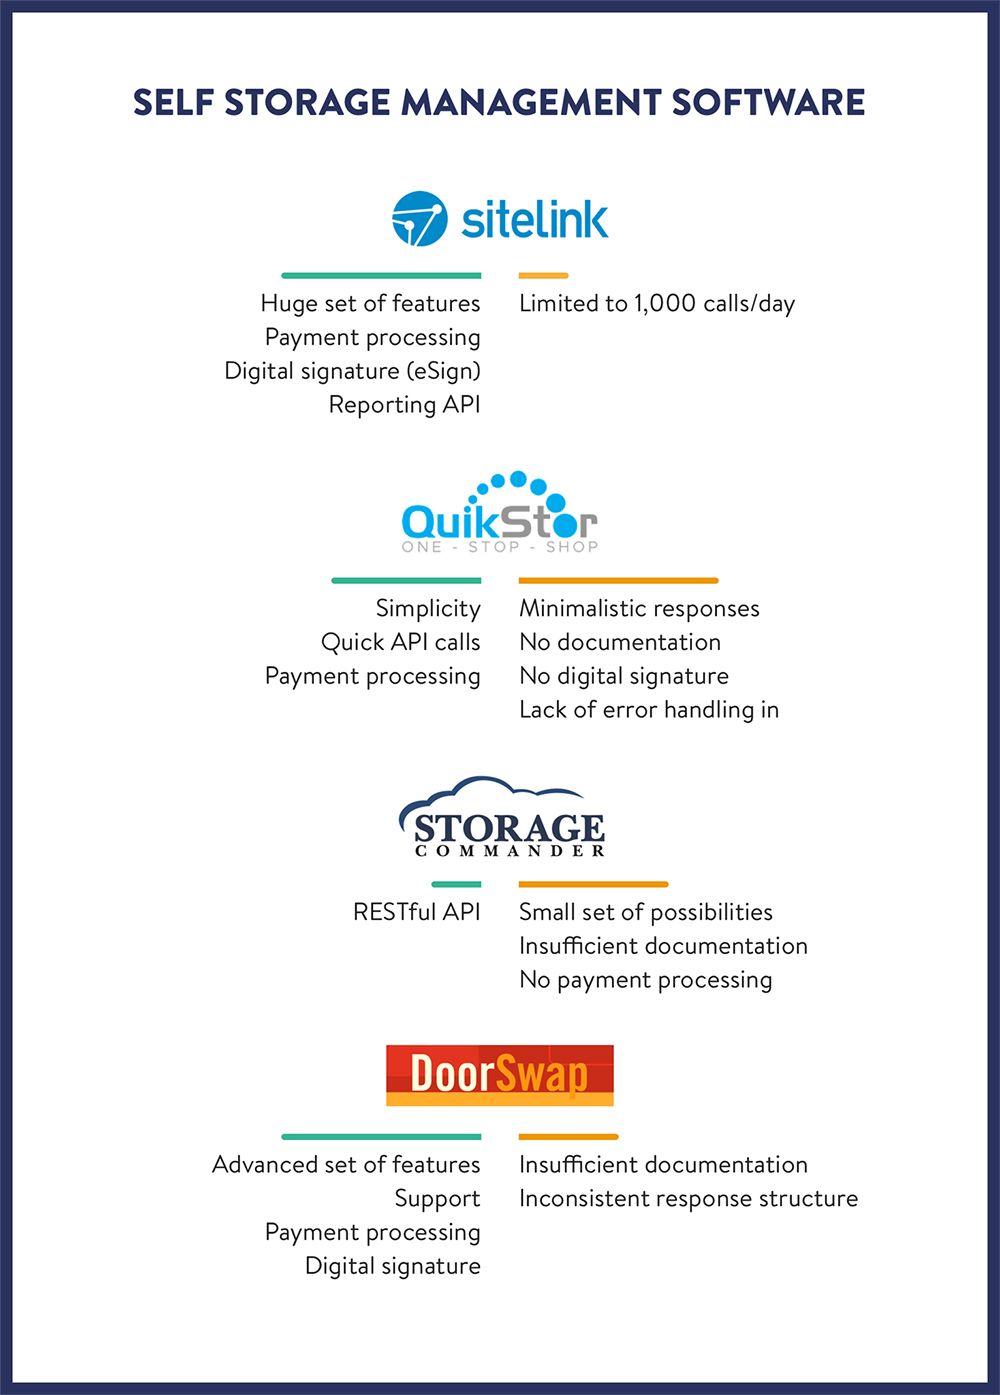 SELF STORAGE MANAGEMENT SOFTWARE
sitelink
Huge set of features
Payment processing
Digital signature (eSign)
Reporting API
Limited to 1,000 calls/day
QuikStor
ONE - STOP - SHOP
Simplicity
Quick API calls
Payment processing
Minimalistic responses
No documentation
No digital signature
Lack of error handling in
STORAGE
COMMANDER
RESTful API
Small set of possibilities
Insufficient documentation
No payment processing
DoorSwap
Advanced set of features
Support
Payment processing
Digital signature
Insufficient documentation
Inconsistent response structure